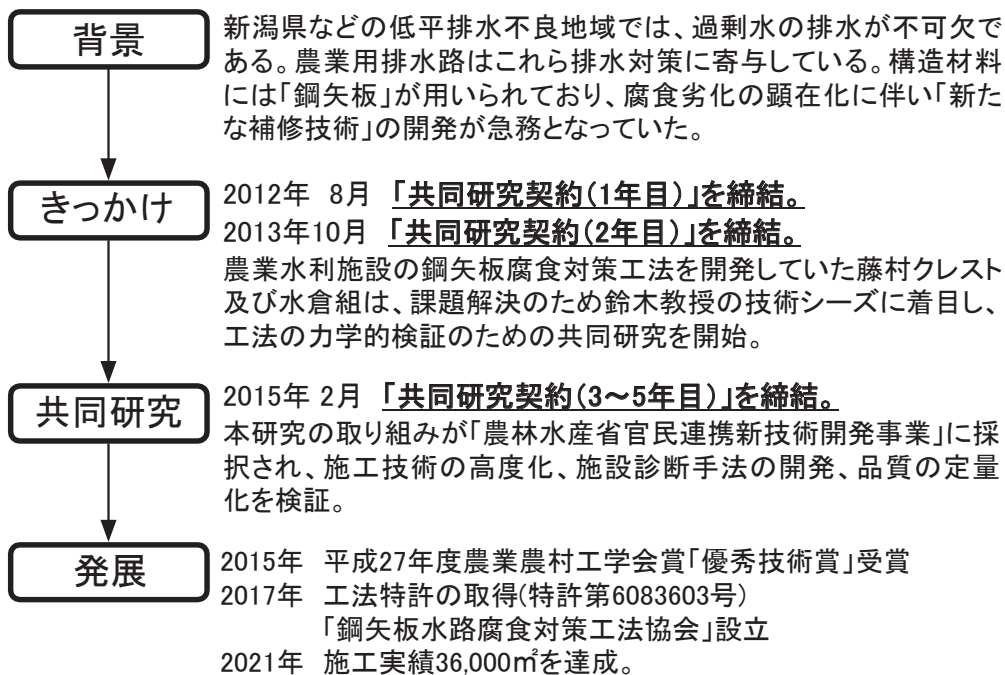 背景
新潟県などの低平排水不良地域では、過剰水の排水が不可欠で
ある。農業用排水路はこれら排水対策に寄与している。構造材料
には「鋼矢板」が用いられており、腐食劣化の顕在化に伴い「新た
な補修技術」の開発が急務となっていた。
きっかけ
2012年 8月 「共同研究契約(1年目)」を締結。
2013年10月 「共同研究契約(2年目)」を締結。
農業水利施設の鋼矢板腐食対策工法を開発していた藤村クレスト
及び水倉組は、課題解決のため鈴木教授の技術シーズに着目し、
工法の力学的検証のための共同研究を開始。
共同研究
2015年 2月 「共同研究契約(3～5年目)」を締結。
本研究の取り組みが「農林水産省官民連携新技術開発事業」に採
択され、施工技術の高度化、施設診断手法の開発、品質の定量
化を検証。
発展
2015年 平成27年度農業農村工学会賞「優秀技術賞」受賞
2017年 工法特許の取得(特許第6083603号)
「鋼矢板水路腐食対策工法協会」設立
2021年 施工実績36,000㎡を達成。